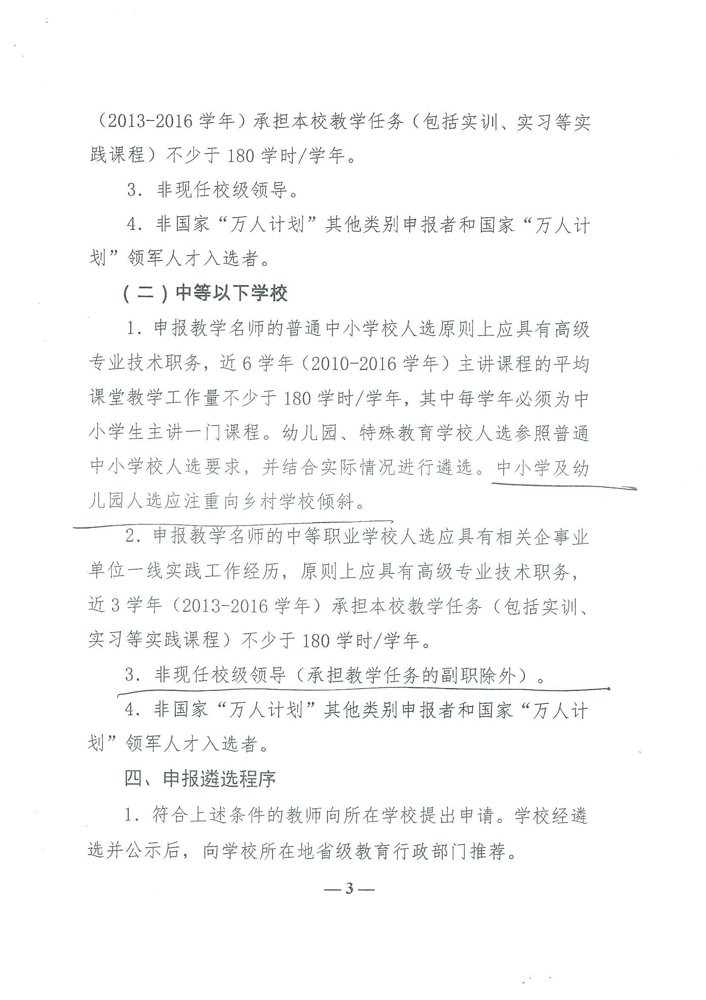 （2013-2016 学年）承担本校教学任务（包括实训、实习等实
践课程）不少于 180 学时/学年。
3. 非现任校级领导。
4. 非国家“万人计划”其他类别申报者和国家“万人计
划”领军人才入选者。
（二）中等以下学校
1. 申报教学名师的普通中小学校人选原则上应具有高级
专业技术职务，近 6 学年（2010-2016 学年）主讲课程的平均
课堂教学工作量不少于 180 学时/学年，其中每学年必须为中
小学生主讲一门课程。幼儿园、特殊教育学校人选参照普通
中小学校人选要求，并结合实际情况进行遴选。中小学及幼
儿园人选应注重向乡村学校倾斜。
2. 申报教学名师的中等职业学校人选应具有相关企事业
单位一线实践工作经历，原则上应具有高级专业技术职务，
近 3 学年（2013-2016 学年）承担本校教学任务（包括实训、
实习等实践课程）不少于 180 学时/学年。
3. 非现任校级领导（承担教学任务的副职除外）。
4. 非国家“万人计划”其他类别申报者和国家“万人计
划”领军人才入选者。
四、申报遴选程序
1. 符合上述条件的教师向所在学校提出申请。学校经遴
选并公示后，向学校所在地省级教育行政部门推荐。
— 3 —